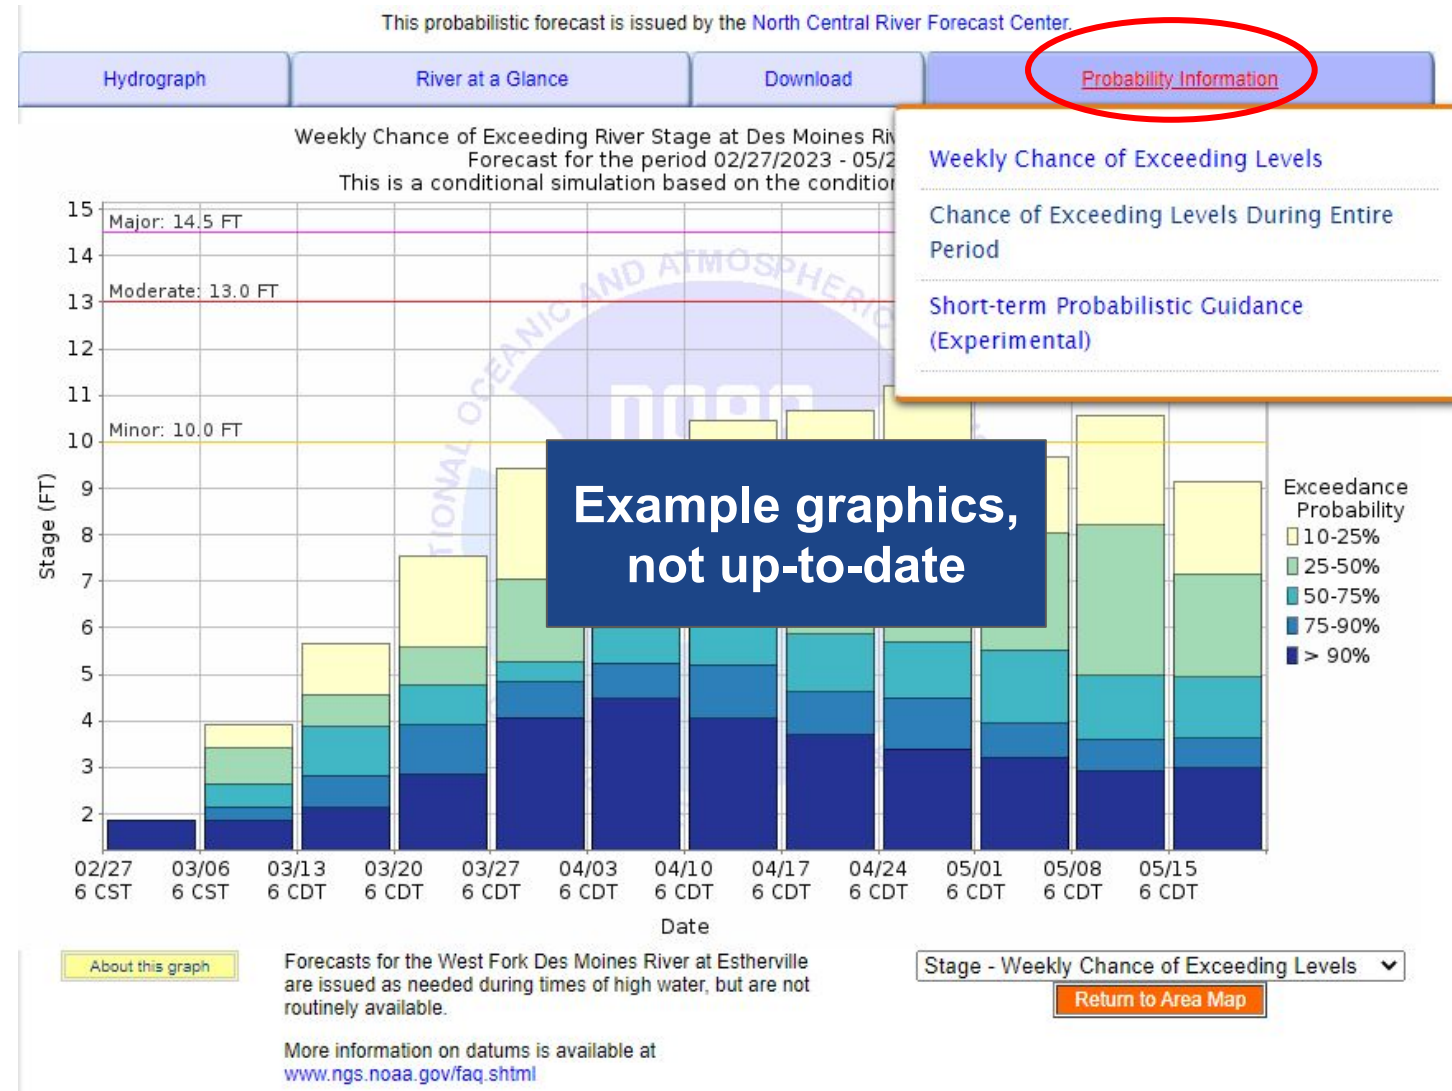 This probabilistic forecast is issued by the North Central River Forecast Center.
Hydrograph
River at a Glance
Download
Probability Information
Weekly Chance of Exceeding Levels
Chance of Exceeding Levels During Entire
Period
Short-term Probabilistic Guidance
(Experimental)
Weekly Chance of Exceeding River Stage at Des Moines
Forecast for the period 02/27/2023 -
This is a conditional simulation based on the
15
14
13
12
11
10
9
8
7
6
5
4
3
2
Stage (FT)
Major: 14.5 FT
Moderate: 13.0 FT
Minor: 10.0 FT
AND ATMOSPHERIC
OCEANIC
Example graphics,
not up-to-date
Exceedance
Probability
10-25%
25-50%
50-75%
75-90%
> 90%
02/27 03/06 03/13 03/20 03/27 04/03 04/10 04/17 04/24 05/01 05/08 05/15
6 CST 6 CST 6 CDT 6 CDT 6 CDT 6 CDT 6 CDT 6 CDT 6 CDT 6 CDT 6 CDT 6 CDT
Date
About this graph
Forecasts for the West Fork Des Moines River at Estherville
are issued as needed during times of high water, but are not
routinely available.
More information on datums is available at
www.ngs.noaa.gov/faq.shtml
Stage - Weekly Chance of Exceeding Levels
Return to Area Map